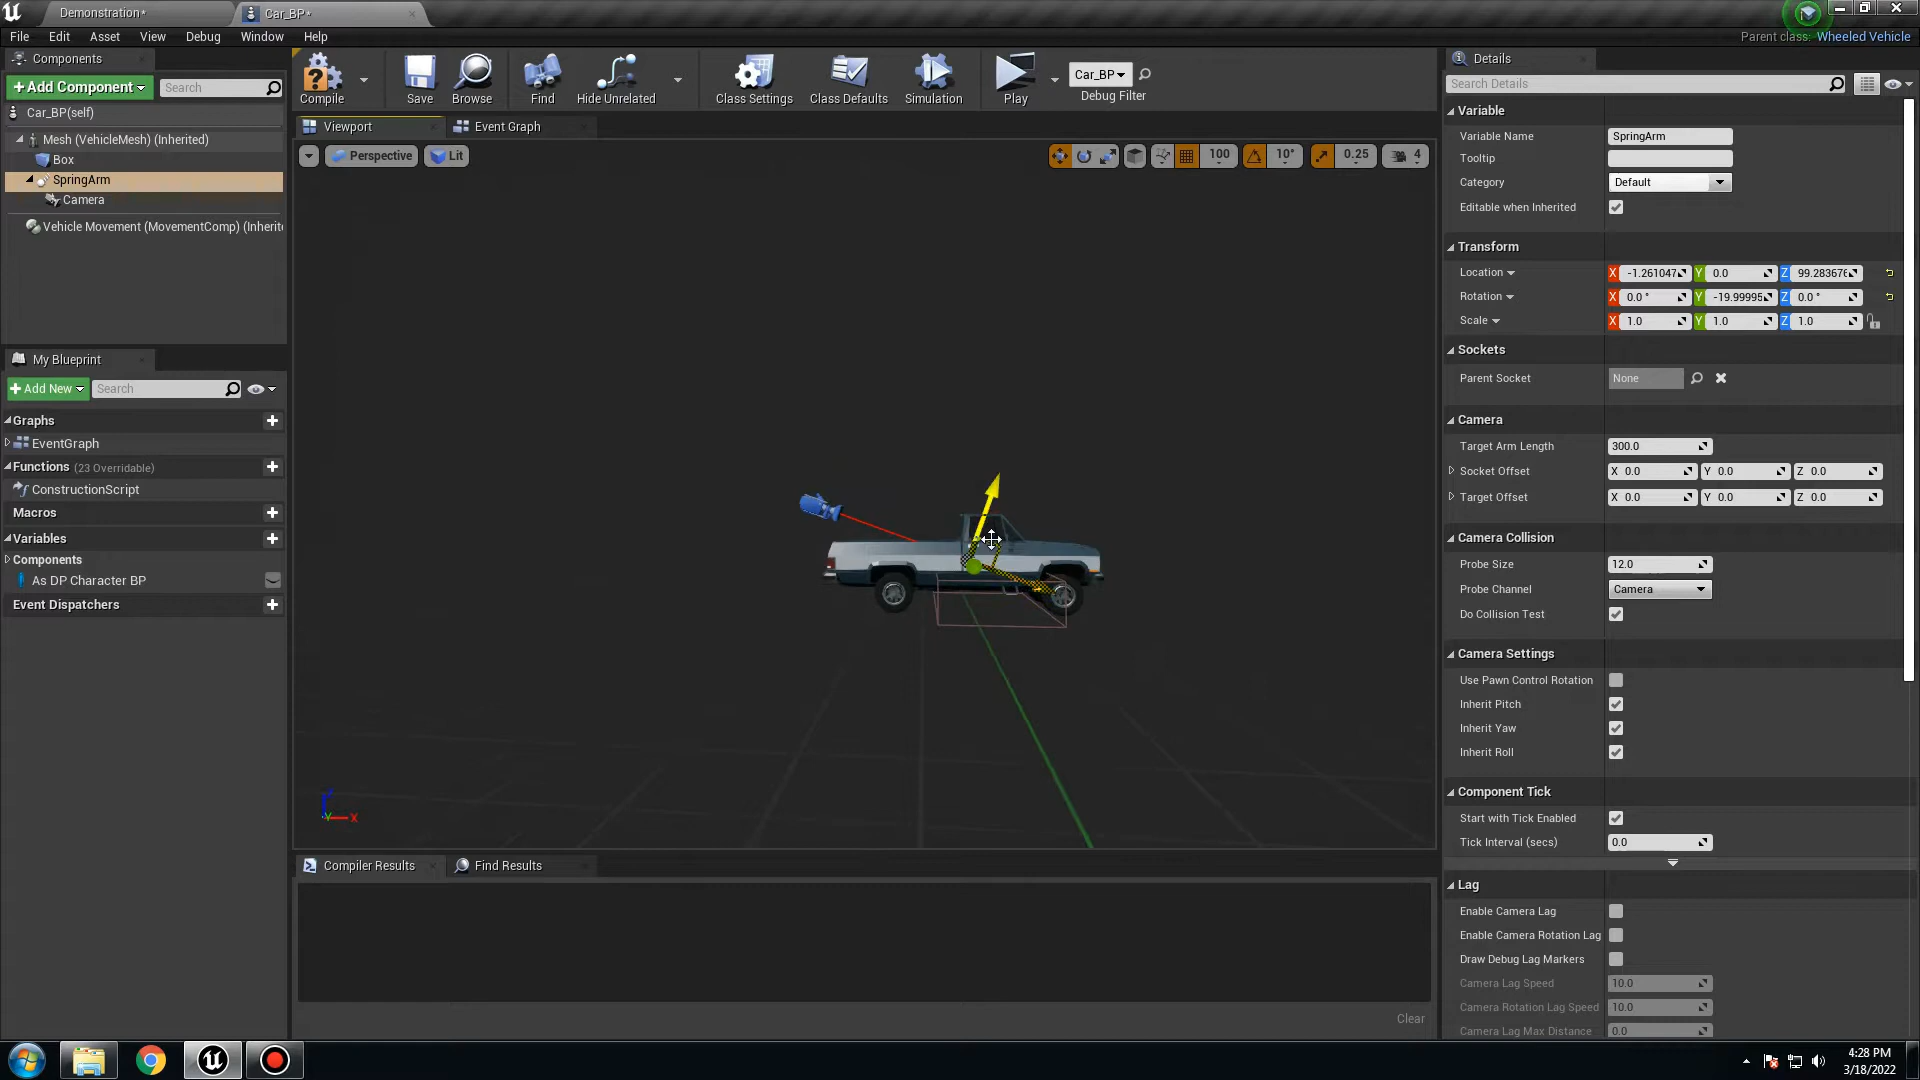 Demonstration*
Car_BP*
File Edit Asset View Debug Window Help
Parent class: Wheeled Vehicle
Components
+Add Component
Search
Car_BP(self)
Mesh (VehicleMesh) (Inherited)
Box
SpringArm
Camera
Vehicle Movement (MovementComp) (Inherit
My Blueprint
+Add New
Search
Graphs
EventGraph
Functions (23 Overridable)
ConstructionScript
Macros
Variables
Components
As DP Character BP
Event Dispatchers
Compile
Save
Browse
Find
Hide Unrelated
Class Settings
Class Defaults
Simulation
Play
Car_BP
Debug Filter
Viewport
Event Graph
Perspective
Lit
100
10°
0.25
4
X
Compiler Results
Find Results
Clear
Details
Search Details
Variable
Variable Name SpringArm
Tooltip
Category Default
Editable when Inherited
Transform
Location X -1.261047 Y 0.0 Z 99.283676
Rotation X 0.0 ° Y -19.99995 Z 0.0 °
Scale X 1.0 Y 1.0 Z 1.0
Sockets
Parent Socket None
Camera
Target Arm Length 300.0
Socket Offset X 0.0 Y 0.0 Z 0.0
Target Offset X 0.0 Y 0.0 Z 0.0
Camera Collision
Probe Size 12.0
Probe Channel Camera
Do Collision Test
Camera Settings
Use Pawn Control Rotation
Inherit Pitch
Inherit Yaw
Inherit Roll
Component Tick
Start with Tick Enabled
Tick Interval (secs) 0.0
Lag
Enable Camera Lag
Enable Camera Rotation Lag
Draw Debug Lag Markers
Camera Lag Speed 10.0
Camera Rotation Lag Speed 10.0
Camera Lag Max Distance 0.0
4:28 PM
3/18/2022